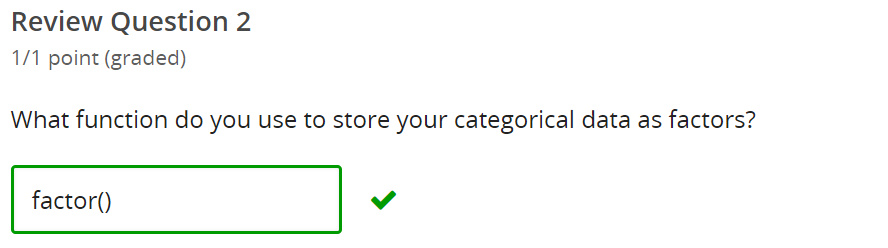 Review Question 2
1/1 point (graded)
What function do you use to store your categorical data as factors?
factor()